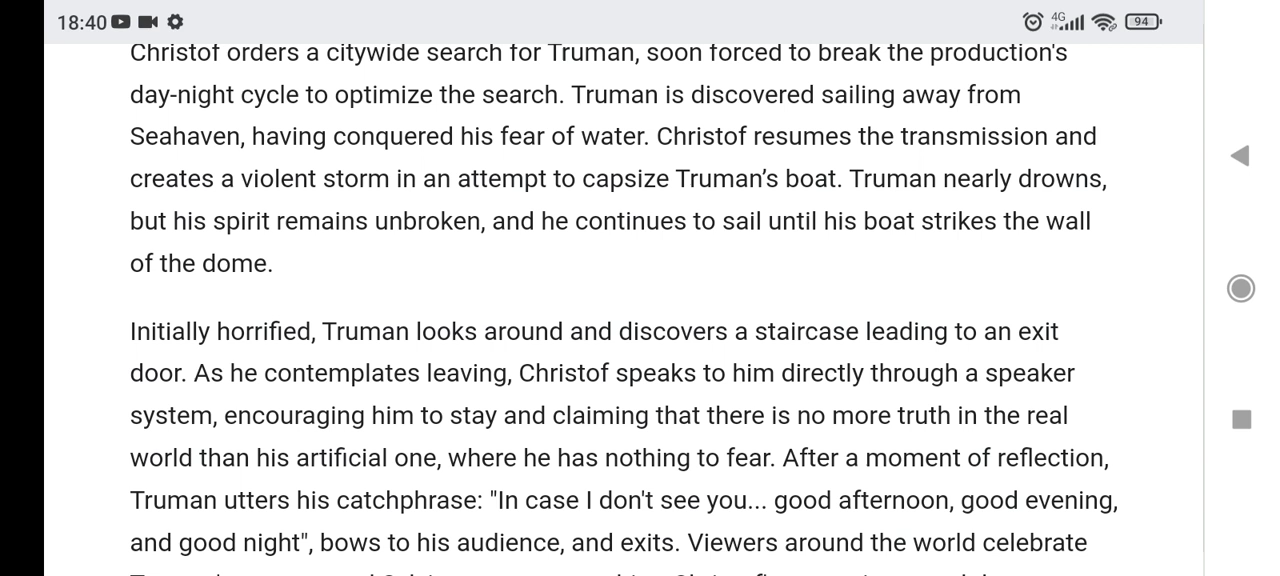 18:40
4G
94
Christof orders a citywide search for Truman, soon forced to break the production's
day-night cycle to optimize the search. Truman is discovered sailing away from
Seahaven, having conquered his fear of water. Christof resumes the transmission and
creates a violent storm in an attempt to capsize Truman’s boat. Truman nearly drowns,
but his spirit remains unbroken, and he continues to sail until his boat strikes the wall
of the dome.
Initially horrified, Truman looks around and discovers a staircase leading to an exit
door. As he contemplates leaving, Christof speaks to him directly through a speaker
system, encouraging him to stay and claiming that there is no more truth in the real
world than his artificial one, where he has nothing to fear. After a moment of reflection,
Truman utters his catchphrase: "In case I don't see you... good afternoon, good evening,
and good night", bows to his audience, and exits. Viewers around the world celebrate